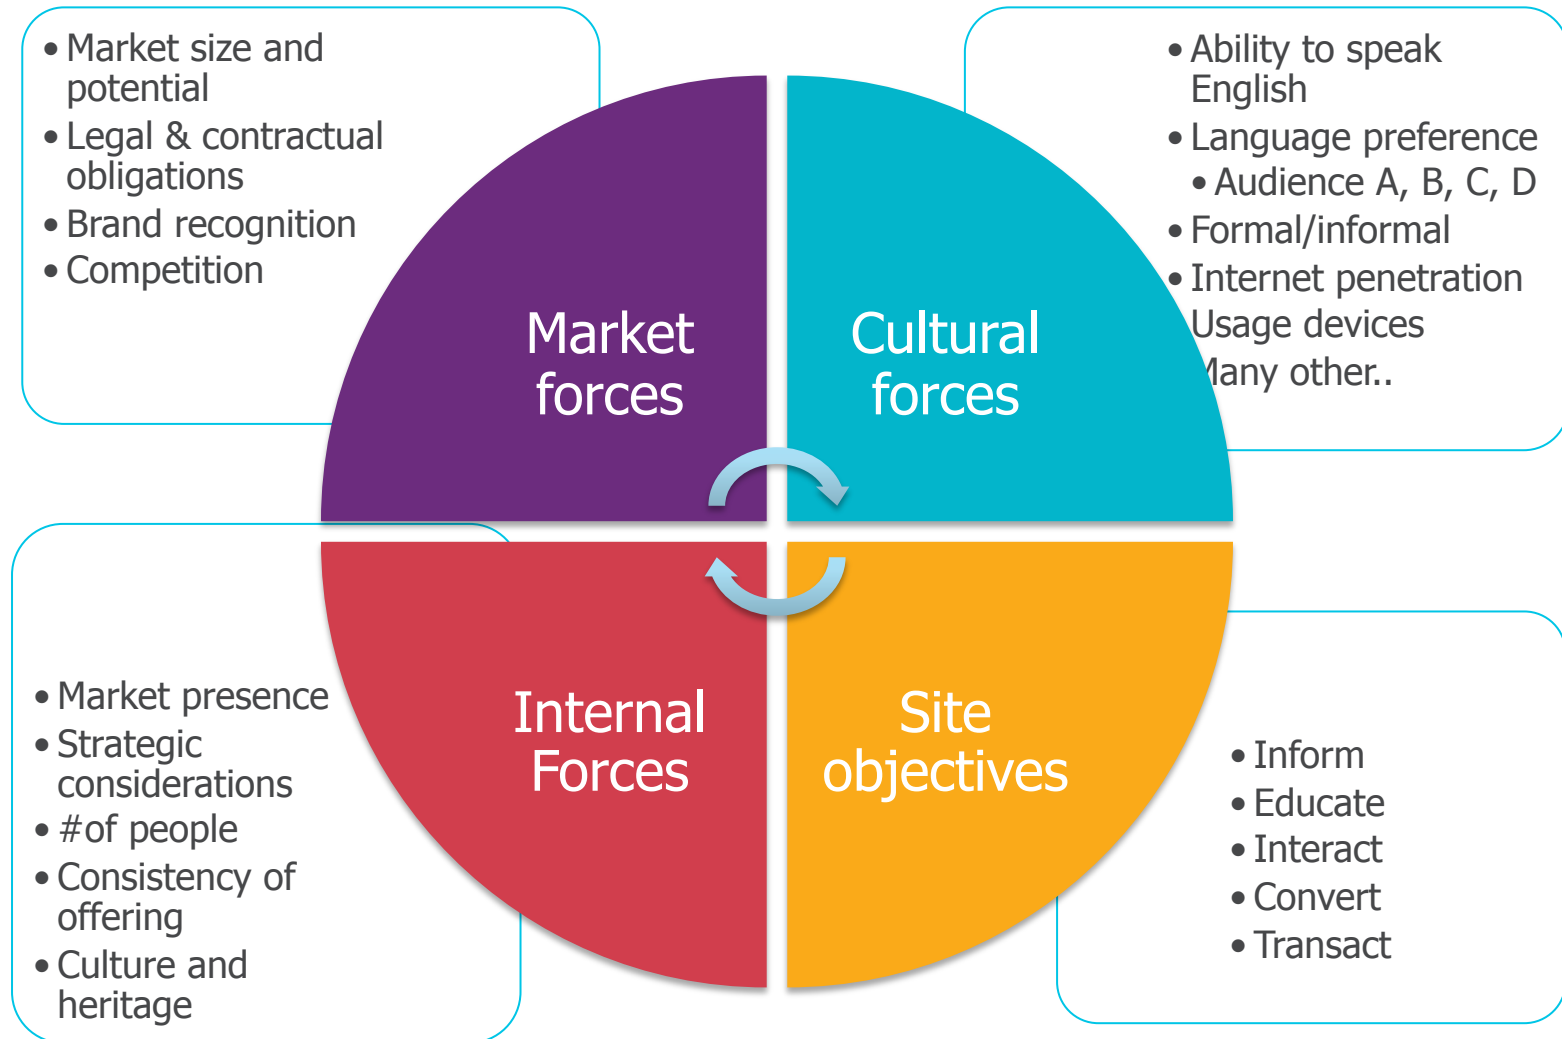 • Market size and
potential
• Legal & contractual
obligations
• Brand recognition
• Competition
• Ability to speak
English
• Language preference
• Audience A, B, C, D
• Formal/informal
• Internet penetration
Usage devices
Many other..
Market
forces
Cultural
forces
Internal
Forces
Site
objectives
• Market presence
• Strategic
considerations
• #of people
• Consistency of
offering
• Culture and
heritage
• Inform
• Educate
• Interact
• Convert
• Transact